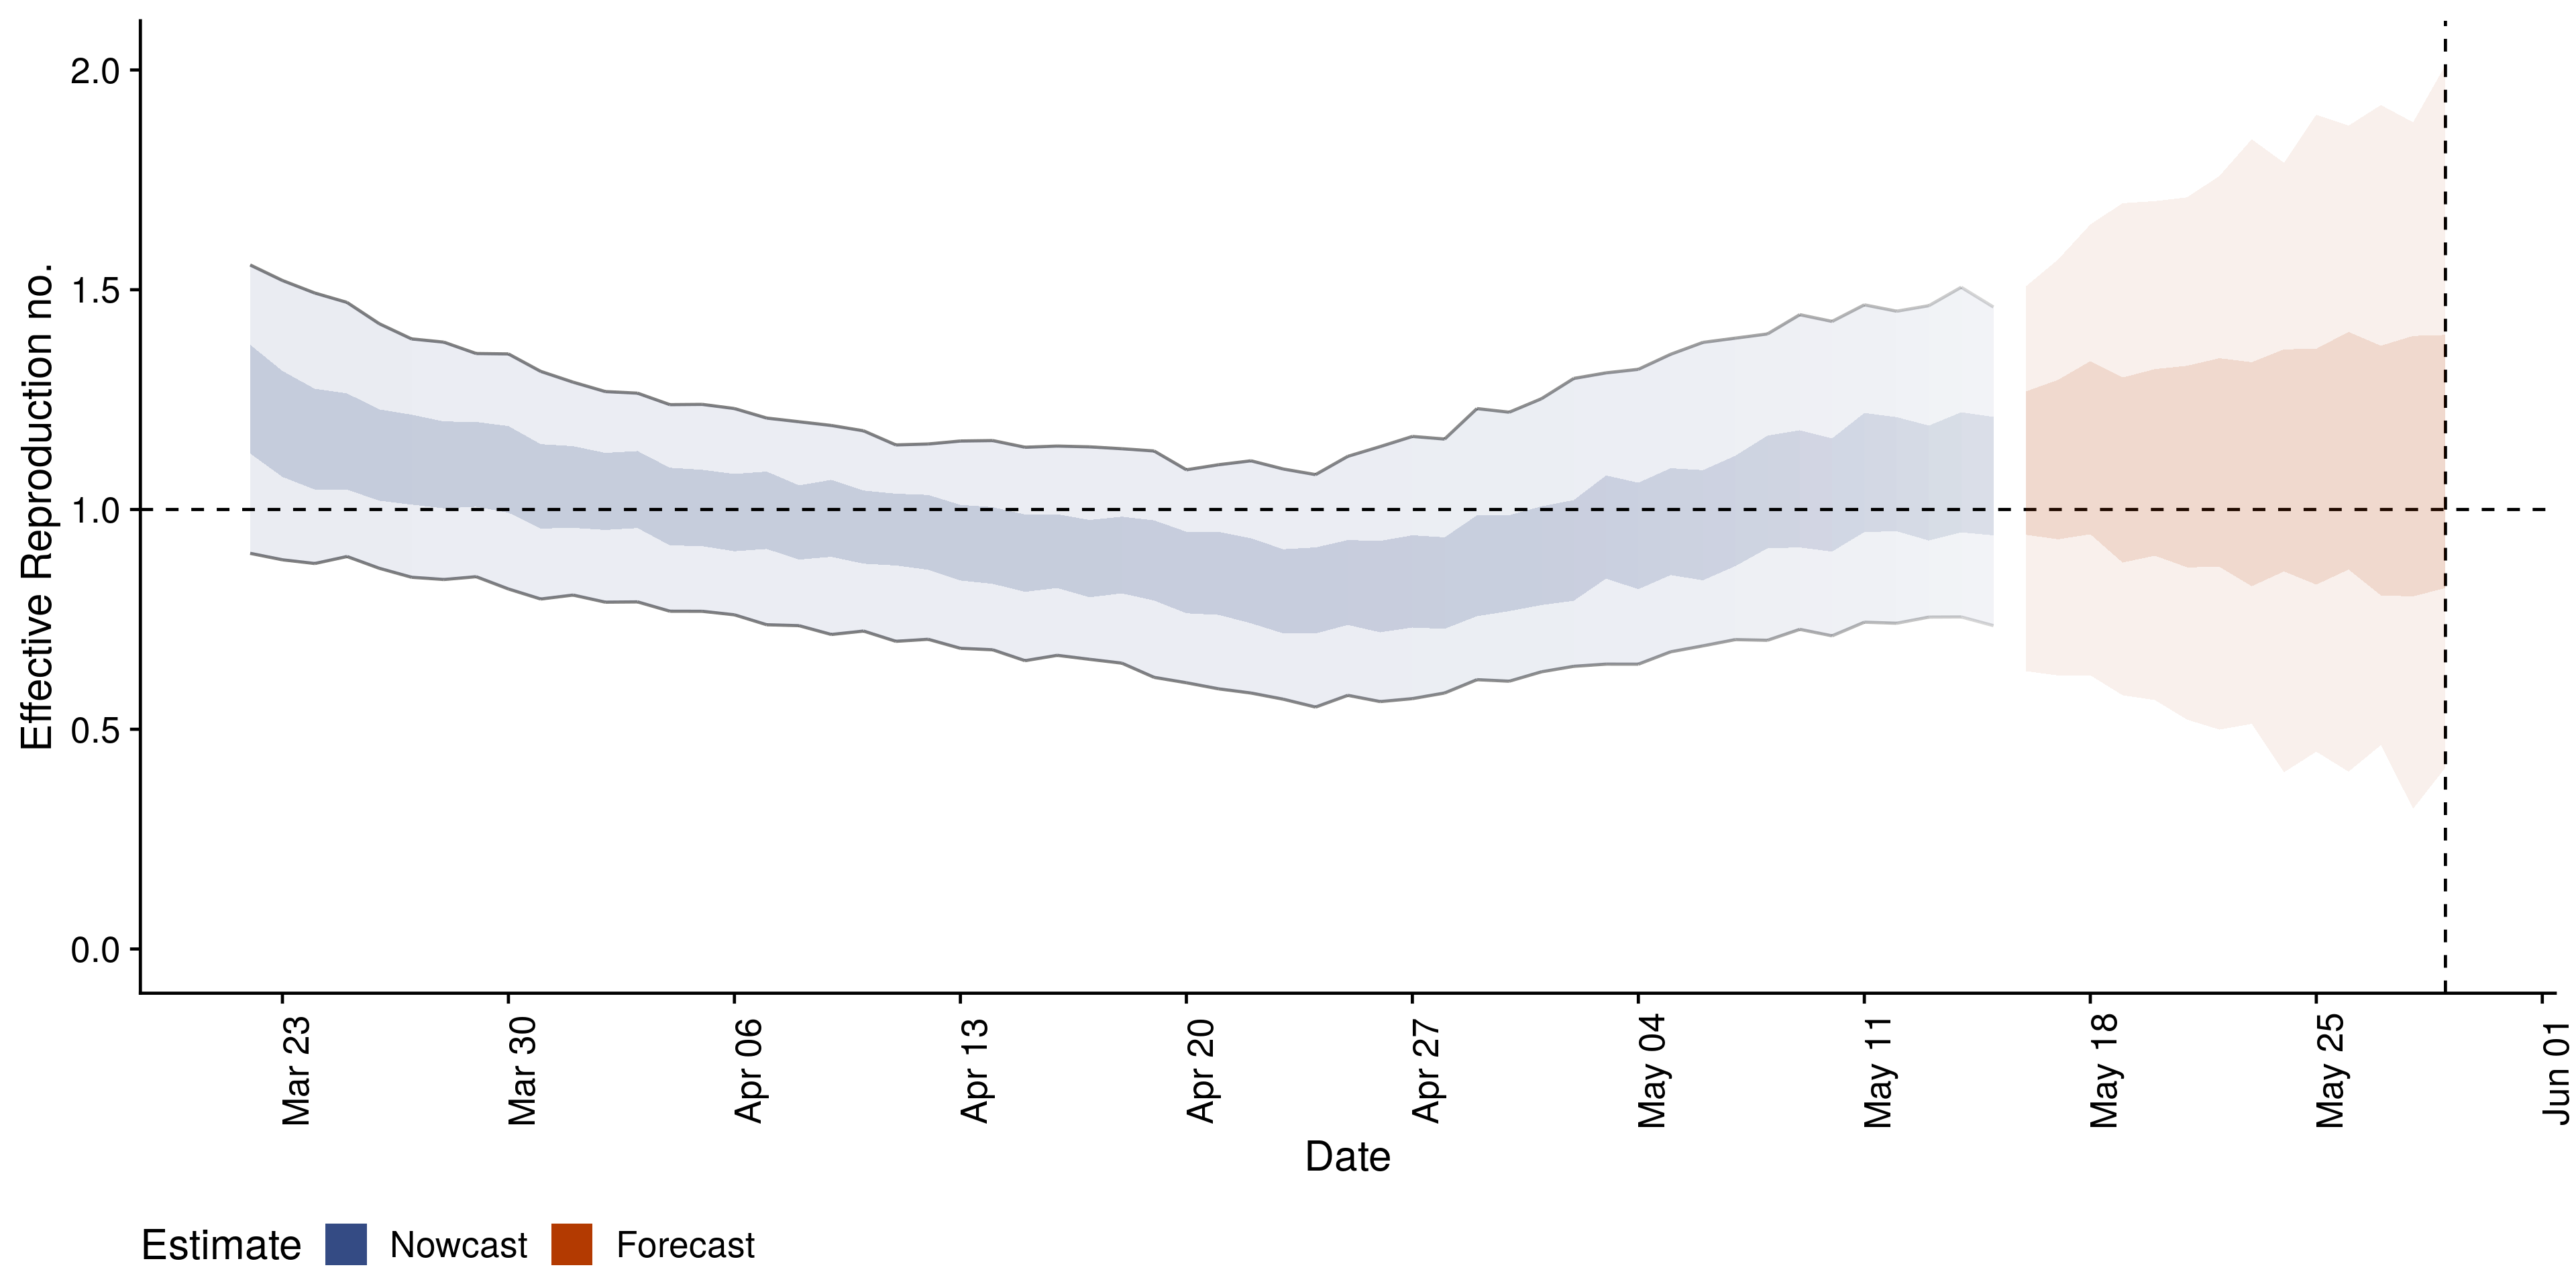 Effective Reproduction no.
2.0
1.5
1.0
0.5
0.0
Mar 23
Mar 30
Apr 06
Apr 13
Apr 20
Apr 27
May 04
May 11
May 18
May 25
Jun 01
Date
Estimate Nowcast Forecast